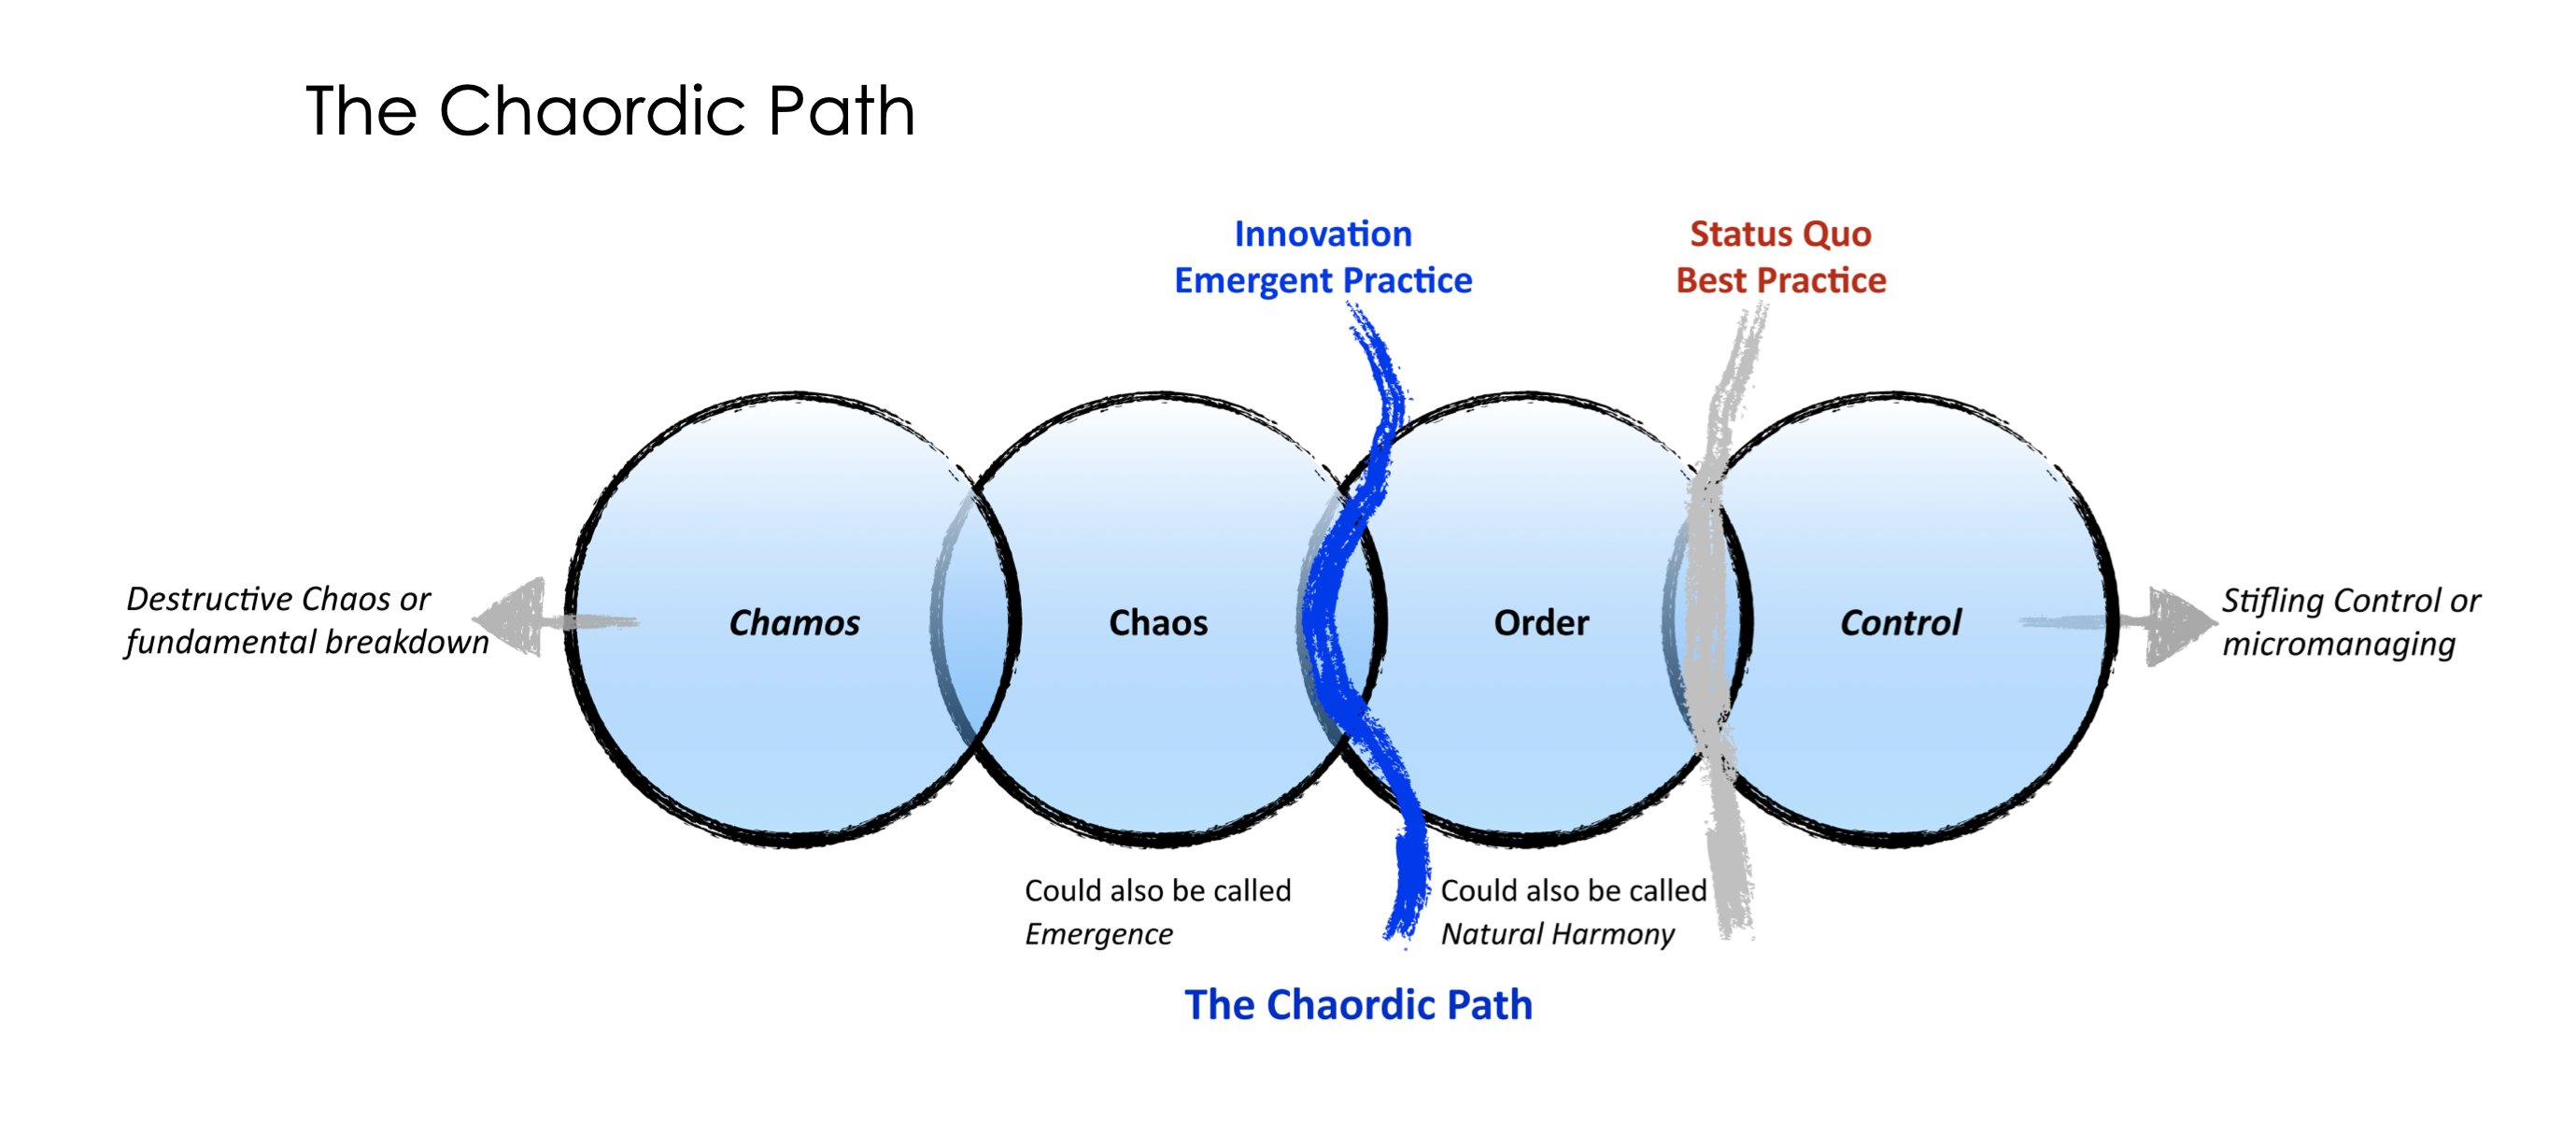 The Chaordic Path
Innovation
Emergent Practice
Status Quo
Best Practice
Destructive Chaos or
fundamental breakdown
Chamos
Chaos
Order
Control
Stifling Control or
micromanaging
Could also be called
Emergence
Could also be called
Natural Harmony
The Chaordic Path